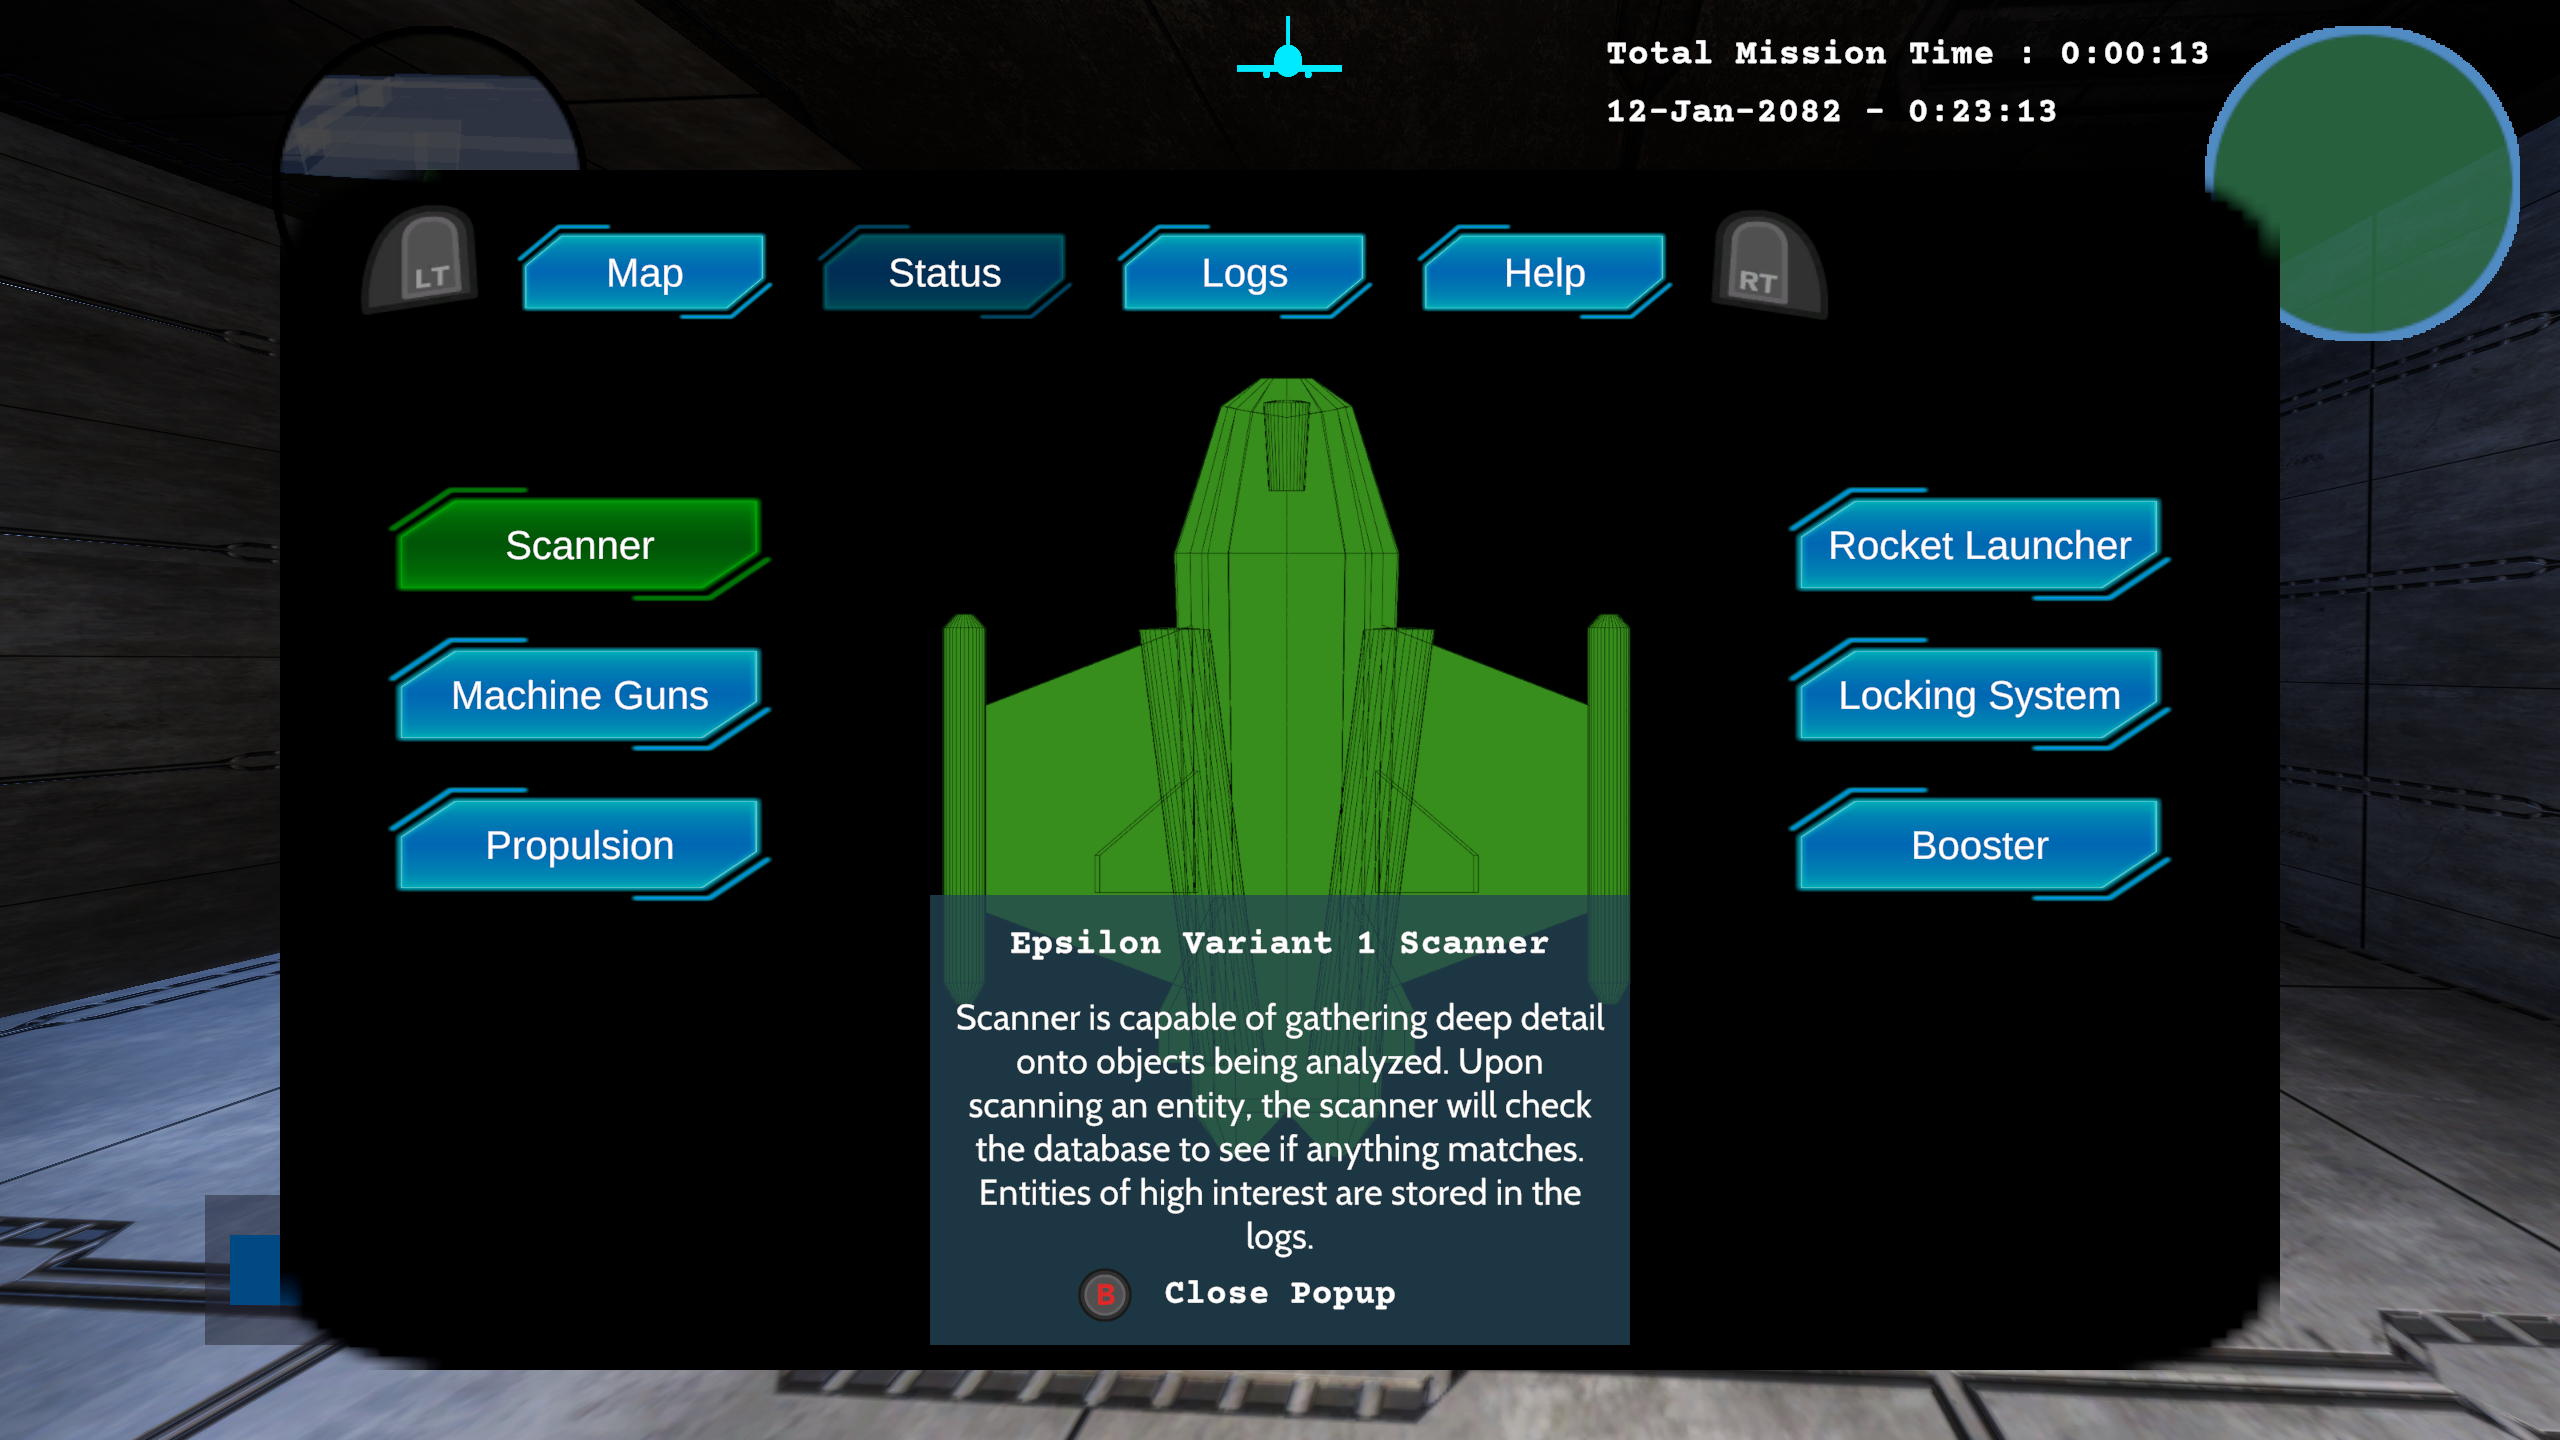 Total Mission Time : 0:00:13
12-Jan-2082 - 0:23:13
LT
Map
Status
Logs
Help
RT
Scanner
Machine Guns
Propulsion
Rocket Launcher
Locking System
Booster
Epsilon Variant 1 Scanner
Scanner is capable of gathering deep detail
onto objects being analyzed. Upon
scanning an entity, the scanner will check
the database to see if anything matches.
Entities of high interest are stored in the
logs.
B Close Popup